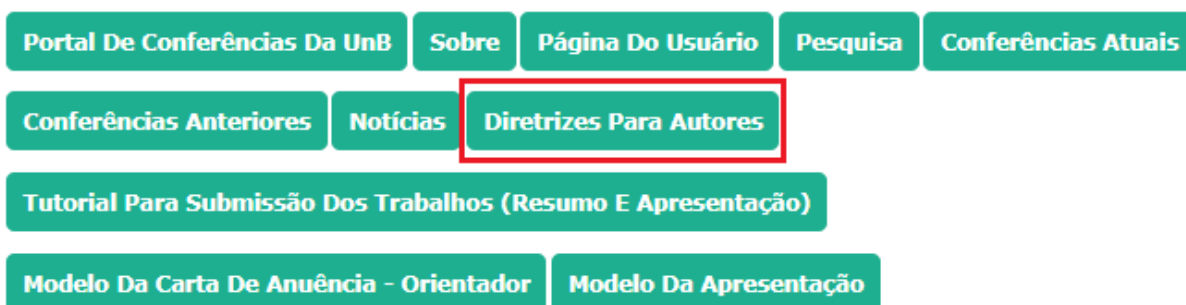 Portal De Conferências Da UnB Sobre Página Do Usuário Pesquisa Conferências Atuais
Conferências Anteriores Notícias Diretrizes Para Autores
Tutorial Para Submissão Dos Trabalhos (Resumo E Apresentação)
Modelo Da Carta De Anuência - Orientador Modelo Da Apresentação